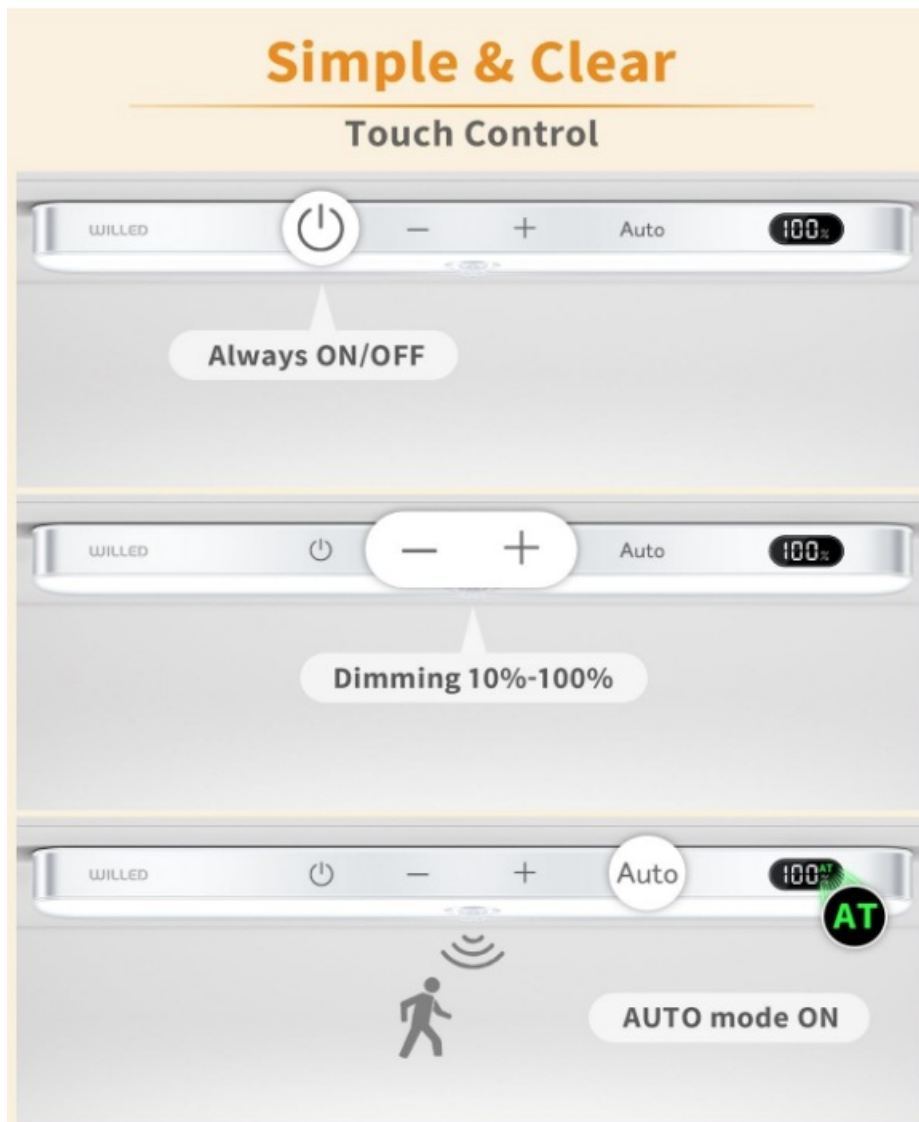 Simple & Clear
Touch Control
WILLED — + Auto 100%
Always ON/OFF
WILLED — + Auto 100%
Dimming 10%-100%
WILLED — + Auto 100% AT
AT
AUTO mode ON